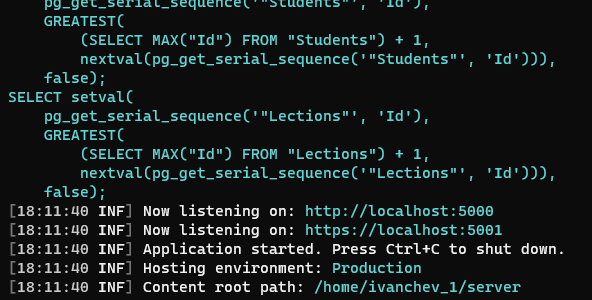 pg_get_serial_sequence('"Students"', 'Id'),
GREATEST(
(SELECT MAX("Id") FROM "Students") + 1,
nextval(pg_get_serial_sequence('"Students"', 'Id'))),
false);
SELECT setval(
pg_get_serial_sequence('"Lections"', 'Id'),
GREATEST(
(SELECT MAX("Id") FROM "Lections") + 1,
nextval(pg_get_serial_sequence('"Lections"', 'Id'))),
false);
[18:11:40 INF] Now listening on: http://localhost:5000
[18:11:40 INF] Now listening on: https://localhost:5001
[18:11:40 INF] Application started. Press Ctrl+C to shut down.
[18:11:40 INF] Hosting environment: Production
[18:11:40 INF] Content root path: /home/ivanchev_1/server